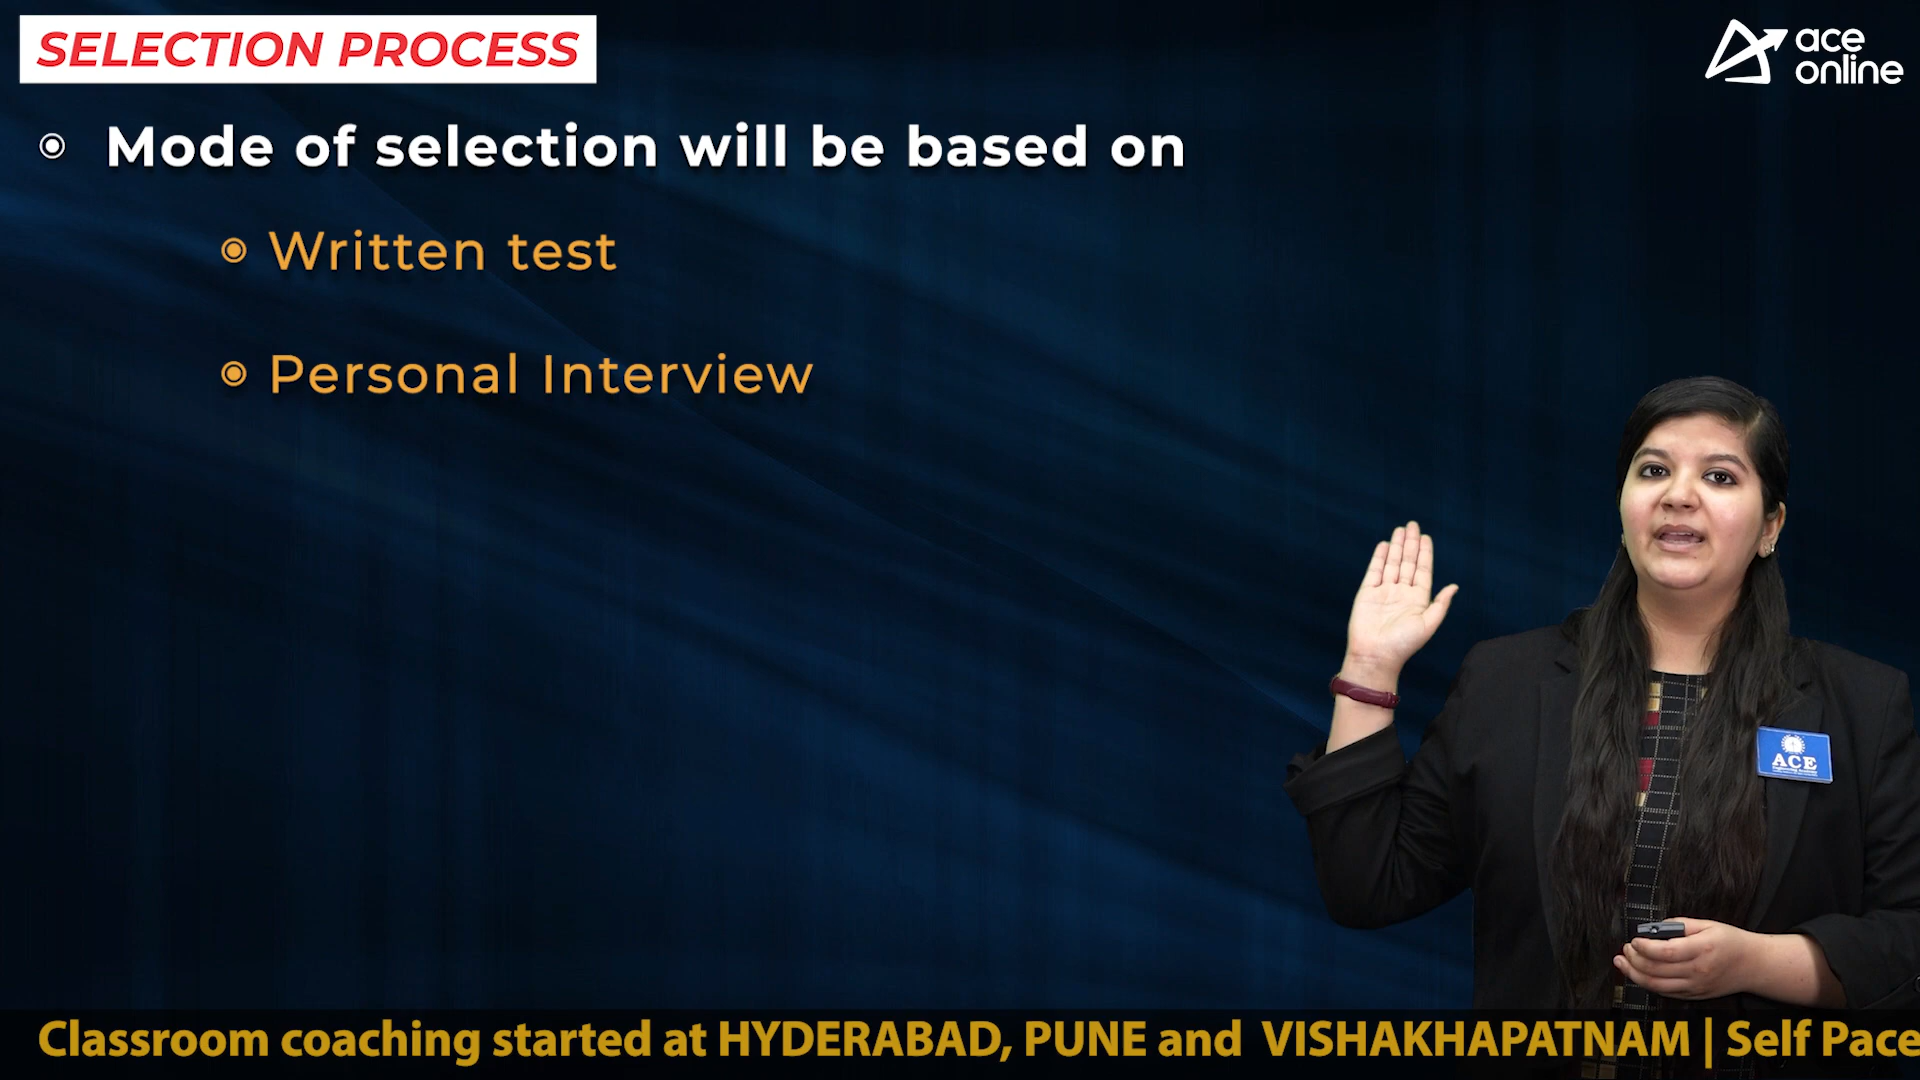 SELECTION PROCESS
ace
online
Mode of selection will be based on
Written test
Personal Interview
ACE
Classroom coaching started at HYDERABAD, PUNE and VISHAKHAPATNAM | Self Pace